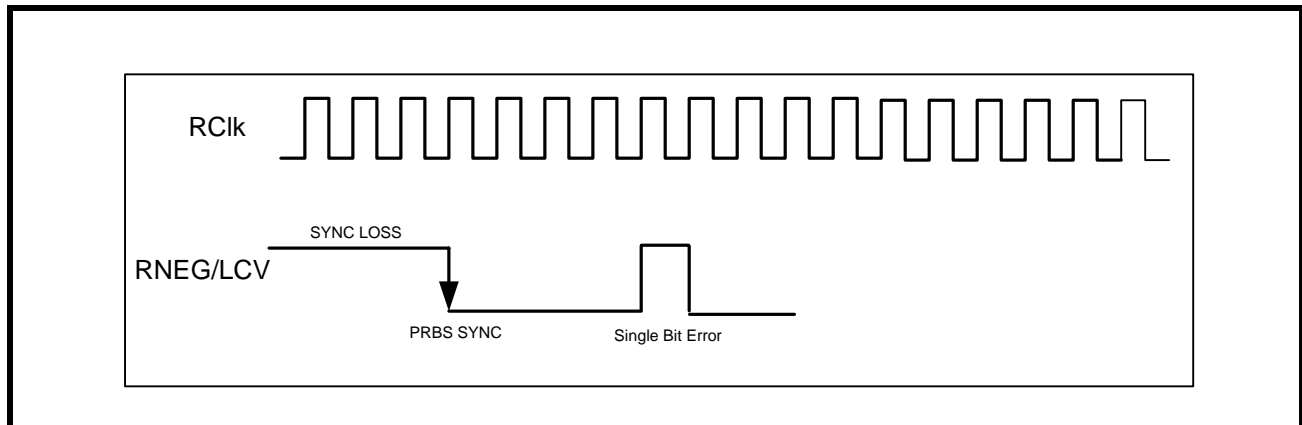 RClk
SYNC LOSS
RNEG/LCV
PRBS SYNC
Single Bit Error